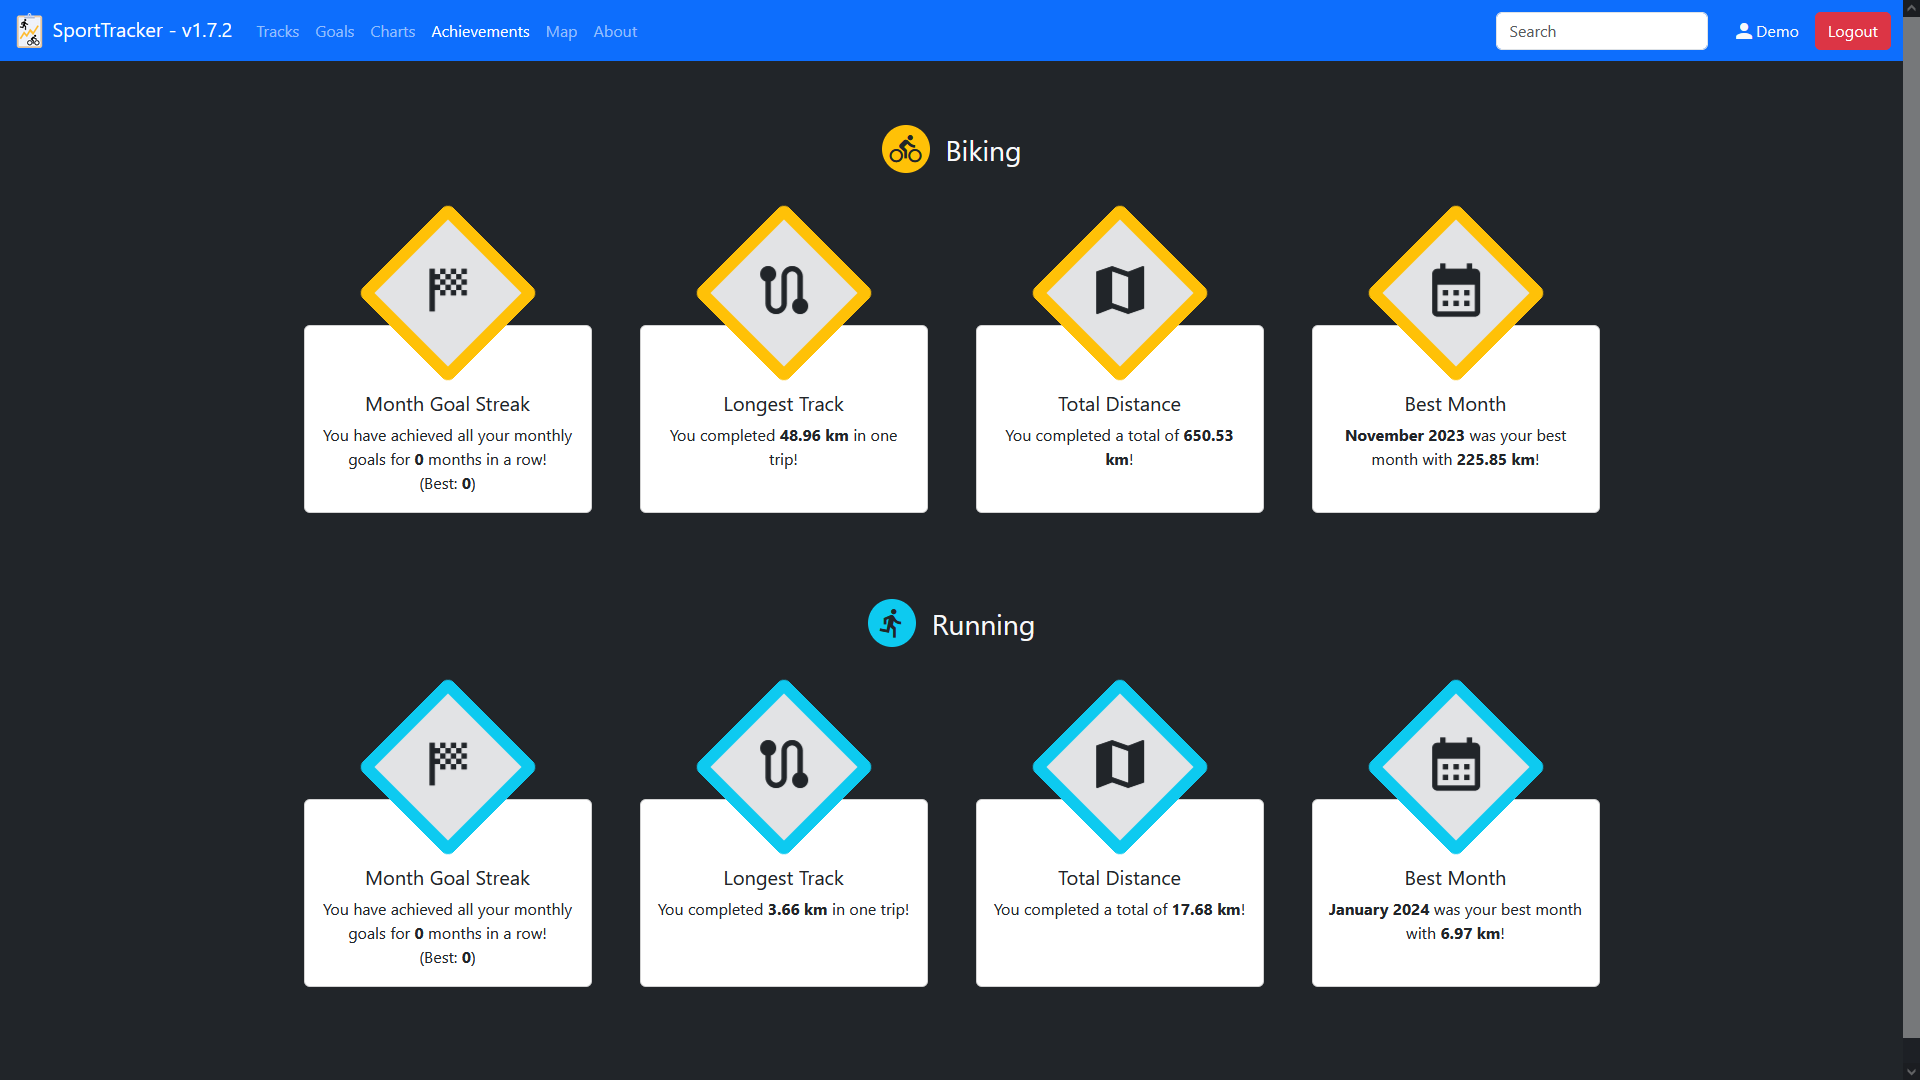 SportTracker - v1.7.2 Tracks Goals Charts Achievements Map About Search Demo Logout
Biking
Month Goal Streak
You have achieved all your monthly
goals for 0 months in a row!
(Best: 0)
Longest Track
You completed 48.96 km in one
trip!
Total Distance
You completed a total of 650.53
km!
Best Month
November 2023 was your best
month with 225.85 km!
Running
Month Goal Streak
You have achieved all your monthly
goals for 0 months in a row!
(Best: 0)
Longest Track
You completed 3.66 km in one trip!
Total Distance
You completed a total of 17.68 km!
Best Month
January 2024 was your best month
with 6.97 km!